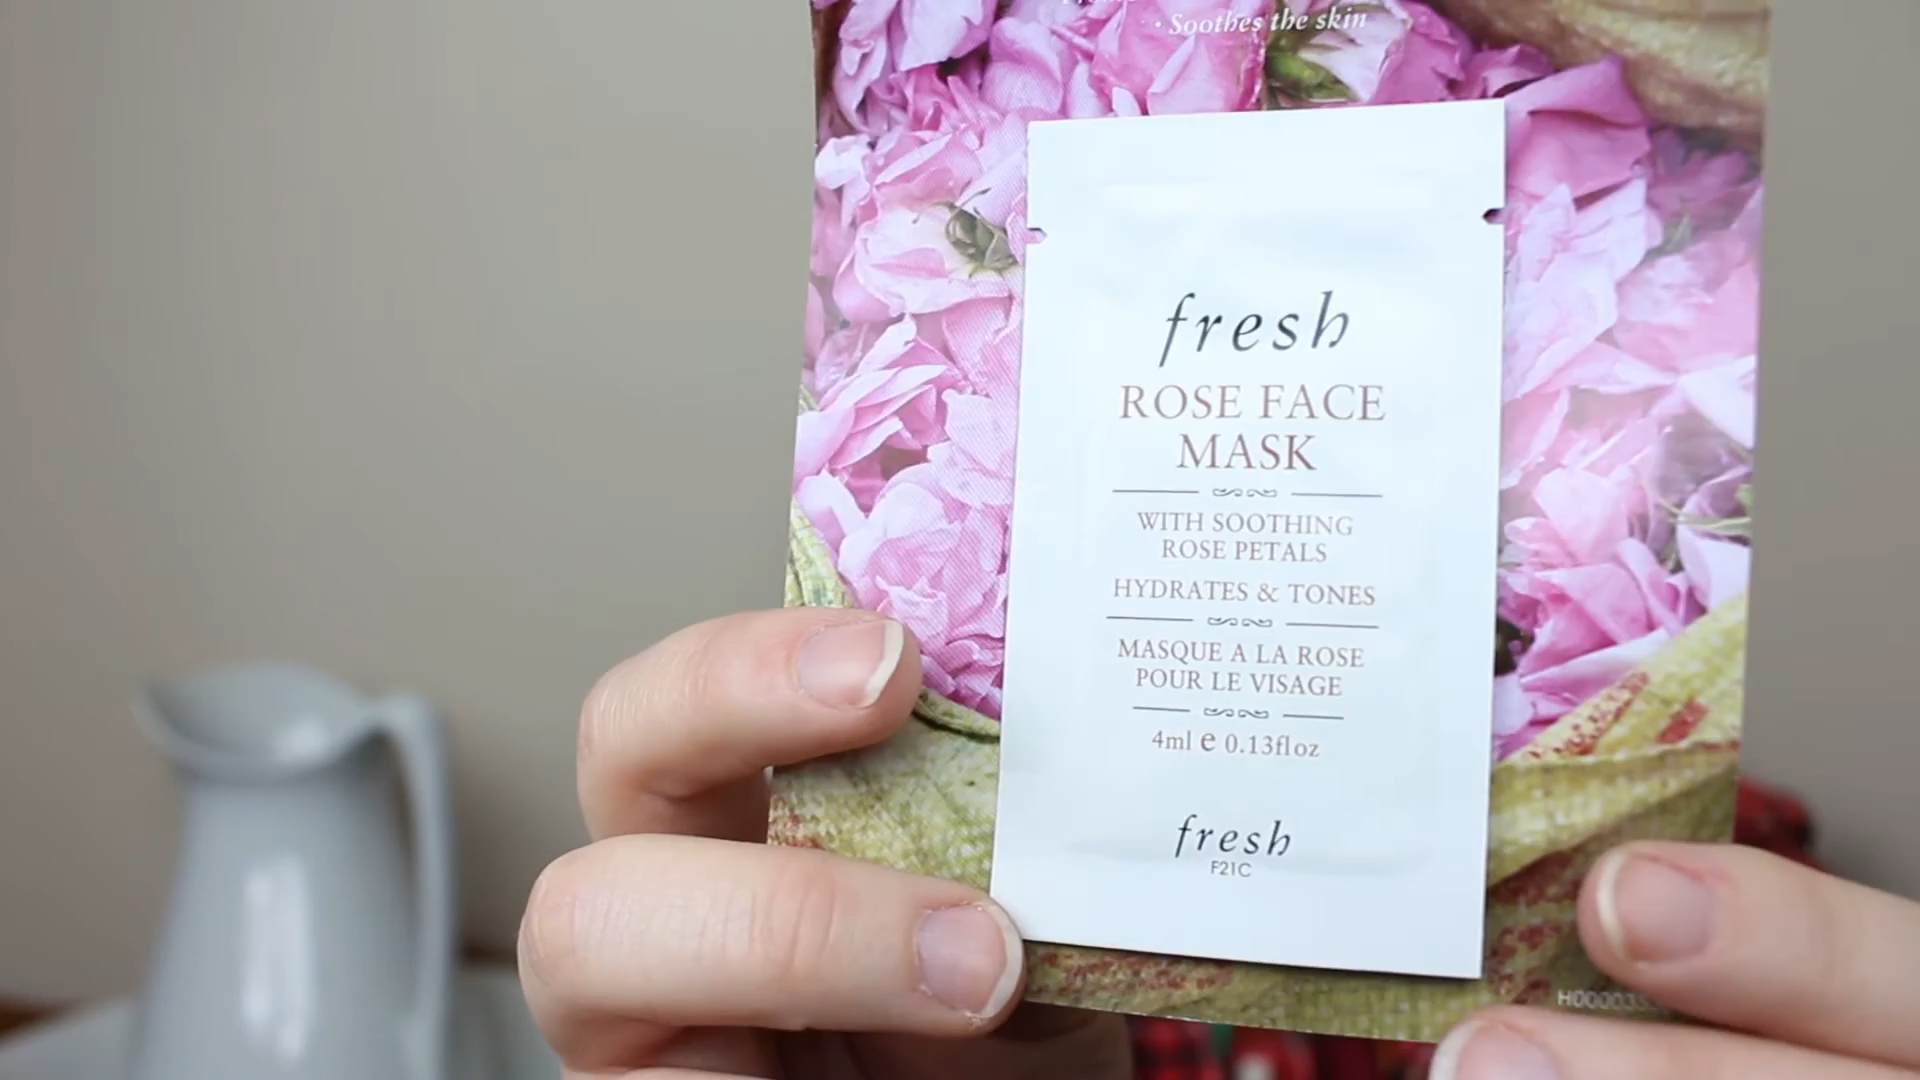 • Soothes the skin
fresh
ROSE FACE
MASK
WITH SOOTHING
ROSE PETALS
HYDRATES & TONES
MASQUE A LA ROSE
POUR LE VISAGE
4ml e 0.13fl oz
fresh
F21C